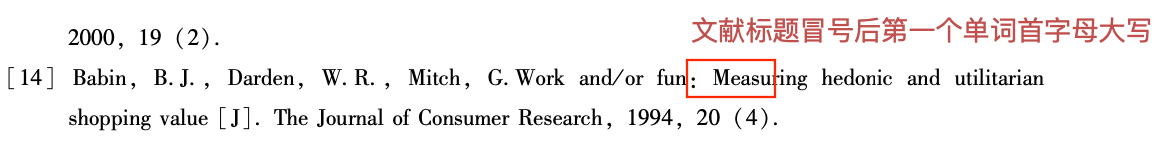 2000, 19 (2).
文献标题冒号后第一个单词首字母大写
[14] Babin, B. J., Darden, W. R., Mitch, G. Work and/or fun: Measuring hedonic and utilitarian
shopping value [J]. The Journal of Consumer Research, 1994, 20 (4).